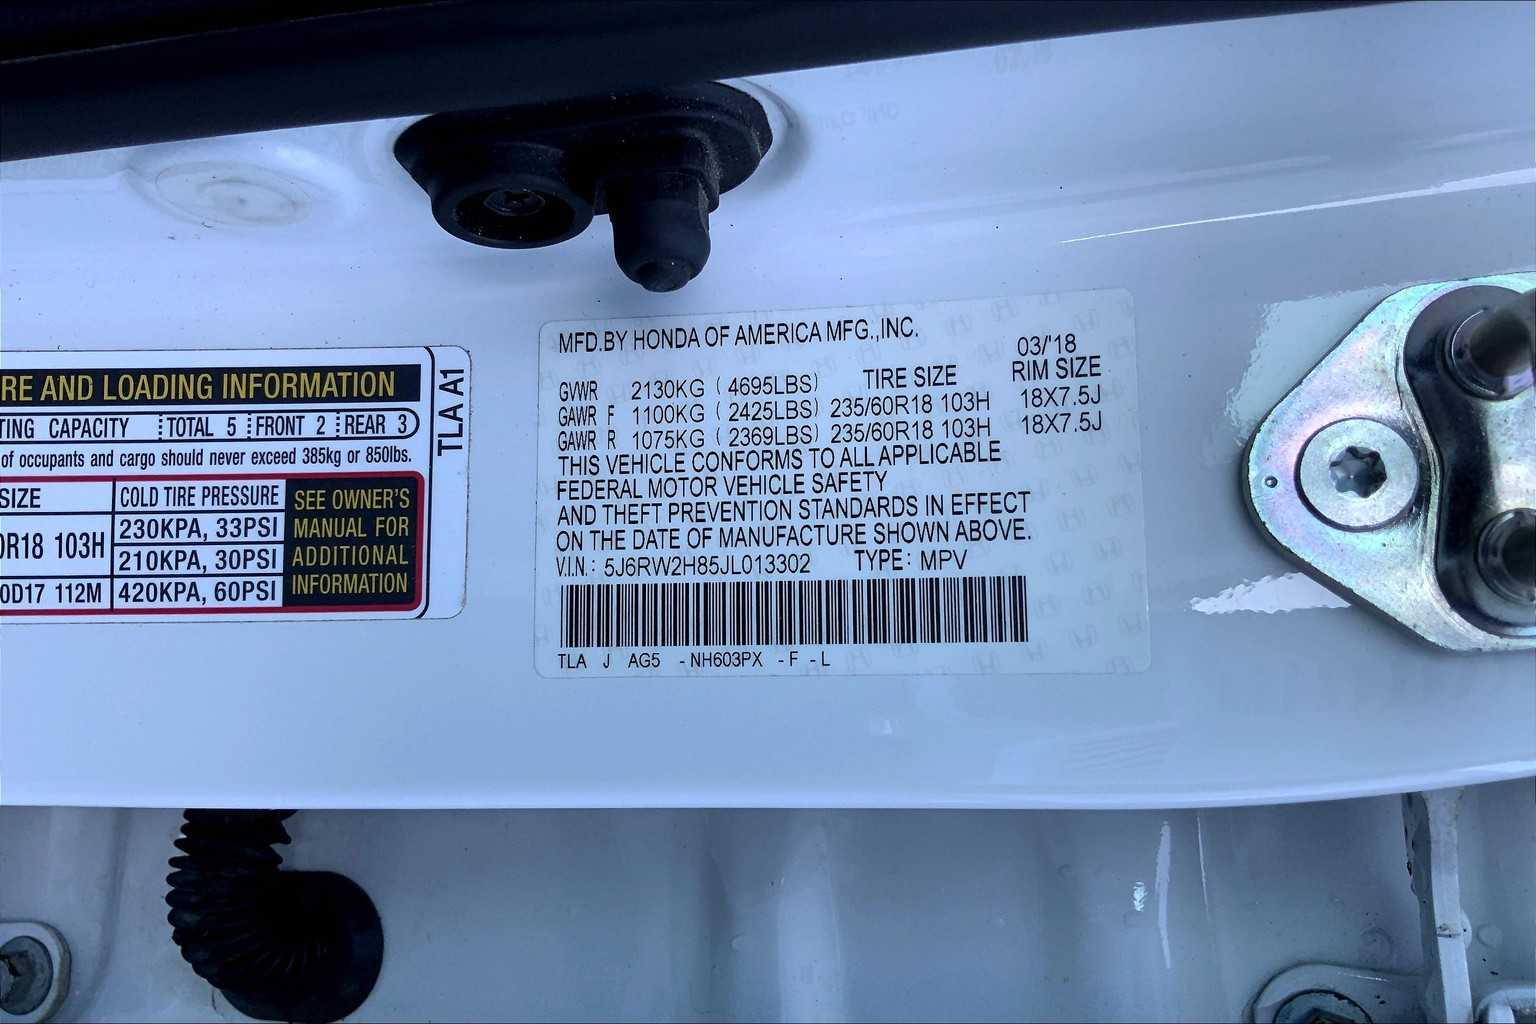 RE AND LOADING INFORMATION
TING CAPACITY TOTAL 5 FRONT 2 REAR 3
of occupants and cargo should never exceed 385kg or 850lbs.
SIZE COLD TIRE PRESSURE
0R18 103H 230KPA, 33PSI
210KPA, 30PSI
0D17 112M 420KPA, 60PSI
SEE OWNER'S
MANUAL FOR
ADDITIONAL
INFORMATION
TLA A1
MFD.BY HONDA OF AMERICA MFG.,INC.
03/'18
GVWR 2130KG ( 4695LBS) TIRE SIZE RIM SIZE
GAWR F 1100KG ( 2425LBS) 235/60R18 103H 18X7.5J
GAWR R 1075KG ( 2369LBS) 235/60R18 103H 18X7.5J
THIS VEHICLE CONFORMS TO ALL APPLICABLE
FEDERAL MOTOR VEHICLE SAFETY
AND THEFT PREVENTION STANDARDS IN EFFECT
ON THE DATE OF MANUFACTURE SHOWN ABOVE.
V.I.N.: 5J6RW2H85JL013302 TYPE: MPV
TLA J AG5 -NH603PX -F -L